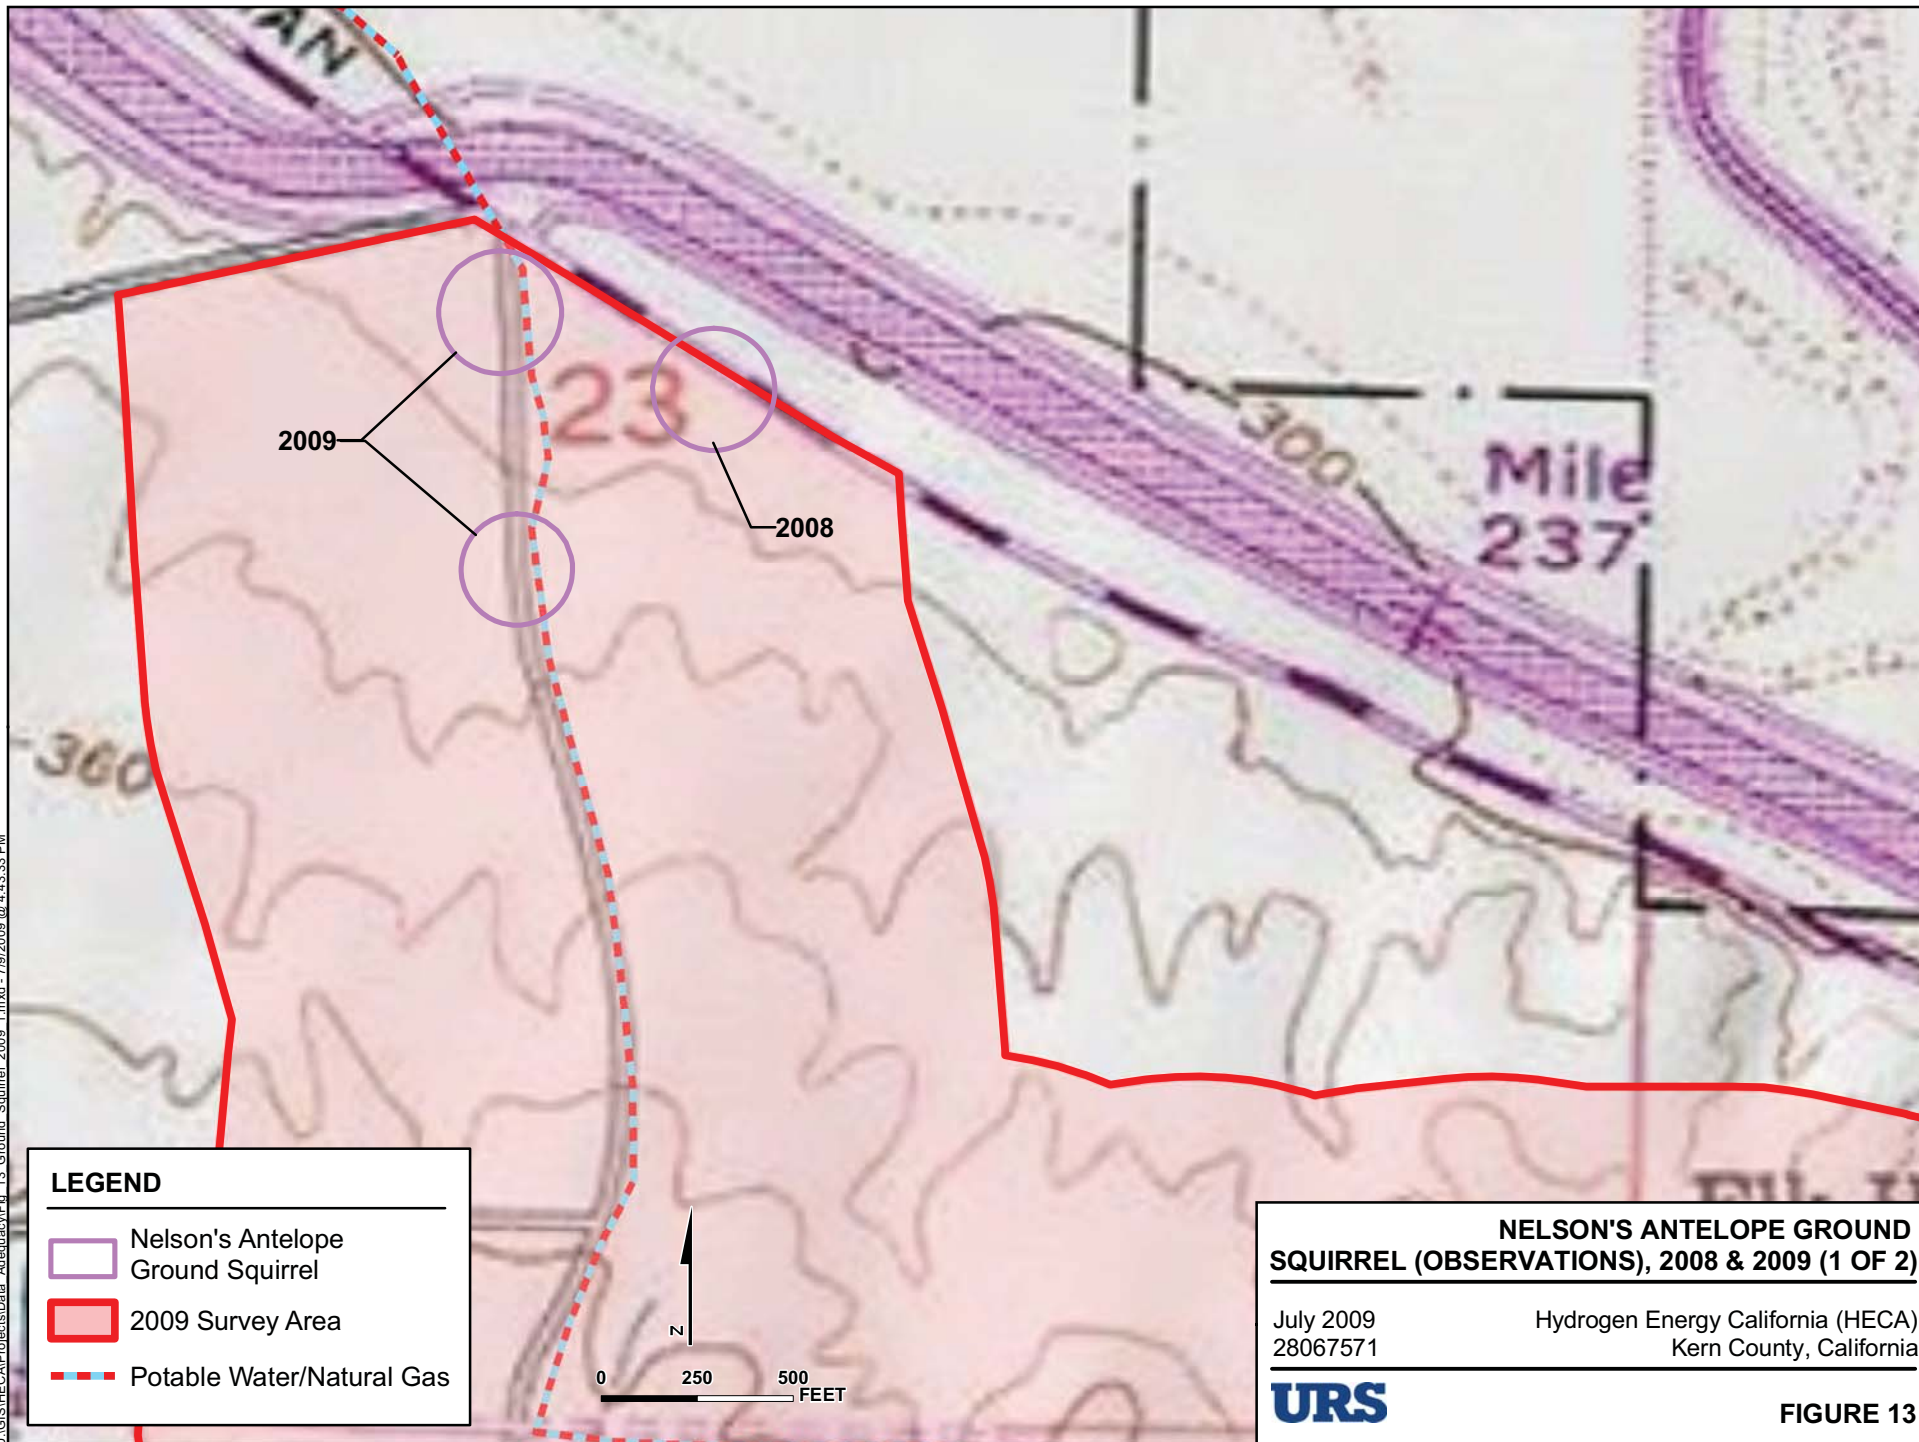 300
Mile
237
23
2009
2008
360
LEGEND
Nelson's Antelope
Ground Squirrel
2009 Survey Area
Potable Water/Natural Gas
N
0 250 500
FEET
NELSON'S ANTELOPE GROUND
SQUIRREL (OBSERVATIONS), 2008 & 2009 (1 OF 2)
July 2009
Hydrogen Energy California (HECA)
28067571
Kern County, California
URS
FIGURE 13